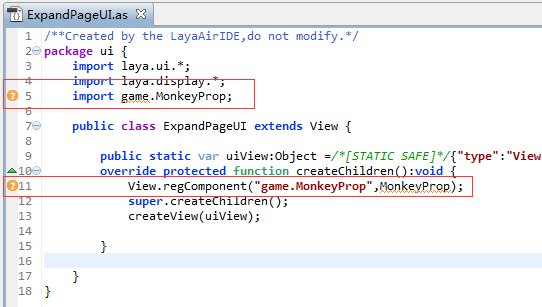 ExpandPageUI.as
1 /**Created by the LayaAirIDE,do not modify.*/
2 package ui {
3 import laya.ui.*;
4 import laya.display.*;
5 import game.MonkeyProp;
6
7 public class ExpandPageUI extends View {
8
9 public static var uiView:Object =/*[STATIC SAFE]*/{"type":"View
10 override protected function createChildren():void {
11 View.regComponent("game.MonkeyProp",MonkeyProp);
12 super.createChildren();
13 createView(uiView);
14
15 }
16
17 }
18 }